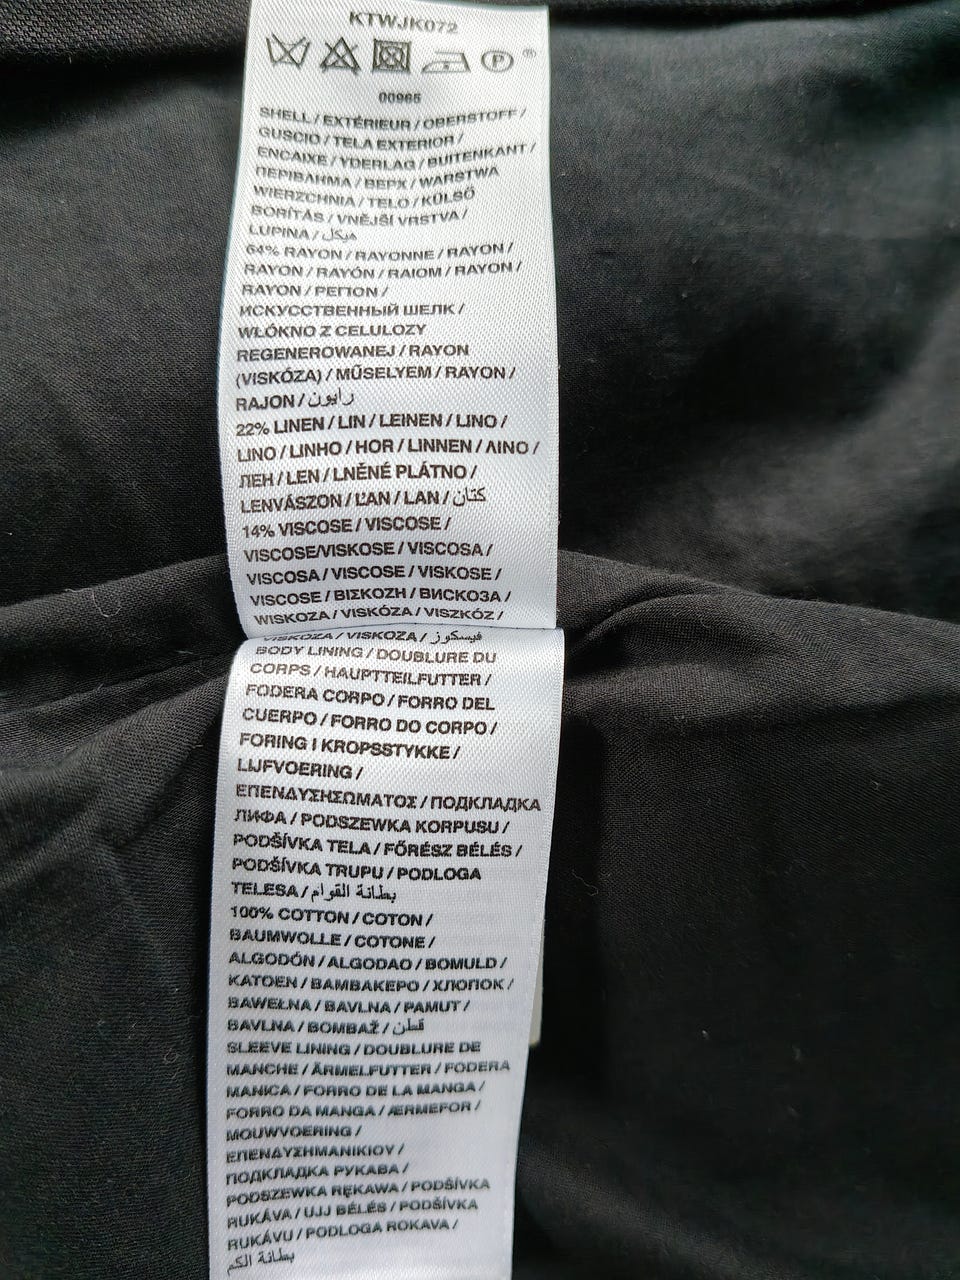 KTWJK072
P ®
00965
SHELL / EXTÉRIEUR / OBERSTOFF /
GUSCIO / TELA EXTERIOR /
ENCAIXE / YDERLAG / BUITENKANT /
ΠΕΡΙΒΛΗΜΑ / ВЕРХ / WARSTWA
WIERZCHNIA / TELO / KÜLSŐ
BORÍTÁS / VNĚJŠÍ VRSTVA /
LUPINA / هيكل
64% RAYON / RAYONNE / RAYON /
RAYON / RAYÓN / RAIOM / RAYON /
RAYON / ΡΕΓΙΟΝ /
ИСКУССТВЕННЫЙ ШЕЛК /
WŁÓKNO Z CELULOZY
REGENEROWANEJ / RAYON
(VISKÓZA) / MŰSELYEM / RAYON /
RAJON / رايون
22% LINEN / LIN / LEINEN / LINO /
LINO / LINHO / HOR / LINNEN / ΛΙΝΟ /
ЛЕН / LEN / LNĚNÉ PLÁTNO /
LENVÁSZON / ĽAN / LAN / كتان
14% VISCOSE / VISCOSE /
VISCOSE/VISKOSE / VISCOSA /
VISCOSA / VISCOSE / VISKOSE /
VISCOSE / ΒΙΣΚΟΖΗ / ВИСКОЗА /
WISKOZA / VISKÓZA / VISZKÓZ /
VISKÓZA / VISKOZA / فيسكوز
BODY LINING / DOUBLURE DU
CORPS / HAUPTTEILFUTTER /
FODERA CORPO / FORRO DEL
CUERPO / FORRO DO CORPO /
FORING I KROPSSTYKKE /
LIJFVOERING /
ΕΠΕΝΔΥΣΗΣΩΜΑΤΟΣ / ПОДКЛАДКА
ЛИФА / PODSZEWKA KORPUSU /
PODŠÍVKA TELA / FŐRÉSZ BÉLÉS /
PODŠÍVKA TRUPU / PODLOGA
TELESA / بطانة القوام
100% COTTON / COTON /
BAUMWOLLE / COTONE /
ALGODÓN / ALGODAO / BOMULD /
KATOEN / ΒΑΜΒΑΚΕΡΟ / ХЛОПОК /
BAWEŁNA / BAVLNA / PAMUT /
BAVLNA / BOMBAŽ / قطن
SLEEVE LINING / DOUBLURE DE
MANCHE / ÄRMELFUTTER / FODERA
MANICA / FORRO DE LA MANGA /
FORRO DA MANGA / ÆRMEFOR /
MOUWVOERING /
ΕΠΕΝΔΥΣΗΜΑΝΙΚΙΟΥ /
ПОДКЛАДКА РУКАВА /
PODSZEWKA RĘKAWA / PODŠÍVKA
RUKÁVA / UJJ BÉLÉS / PODŠÍVKA
RUKÁVU / PODLOGA ROKAVA /
بطانة الكم